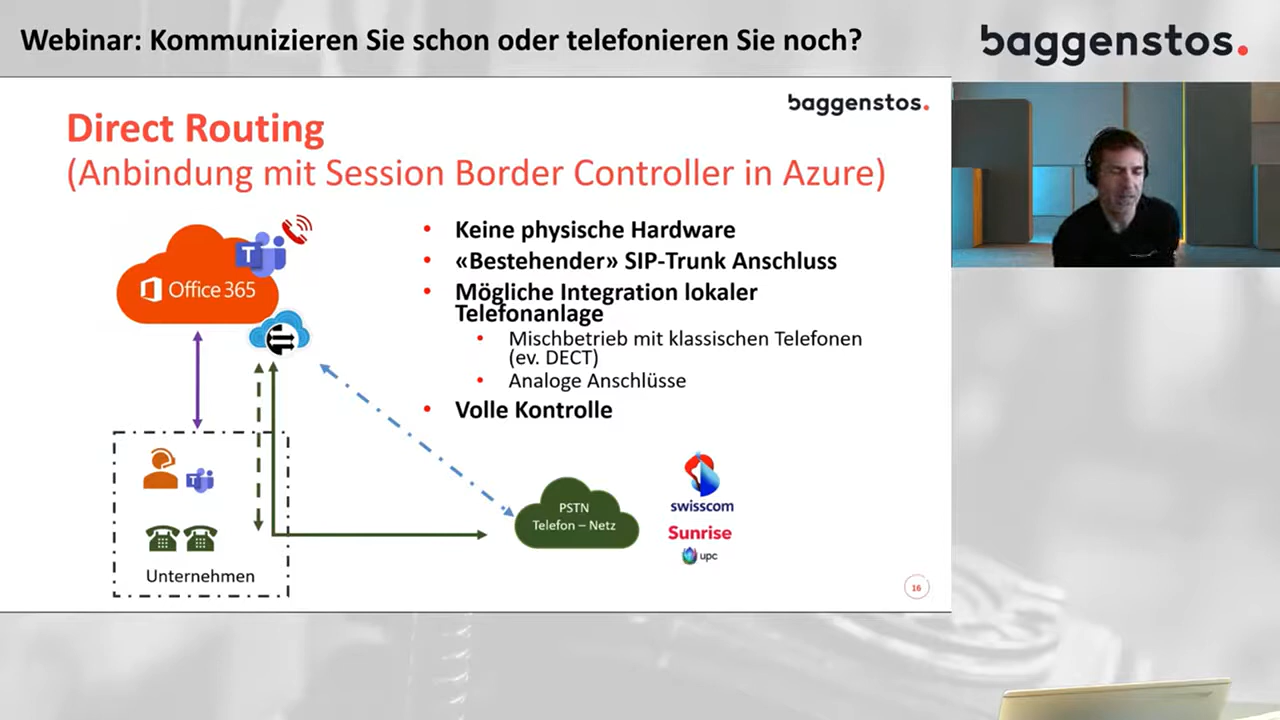 Webinar: Kommunizieren Sie schon oder telefonieren Sie noch?
baggenstos.
baggenstos.
Direct Routing
(Anbindung mit Session Border Controller in Azure)
T
Office 365
• Keine physische Hardware
• «Bestehender» SIP-Trunk Anschluss
• Mögliche Integration lokaler
Telefonanlage
• Mischbetrieb mit klassischen Telefonen
(ev. DECT)
• Analoge Anschlüsse
• Volle Kontrolle
T
Unternehmen
PSTN
Telefon – Netz
swisscom
Sunrise
upc
16